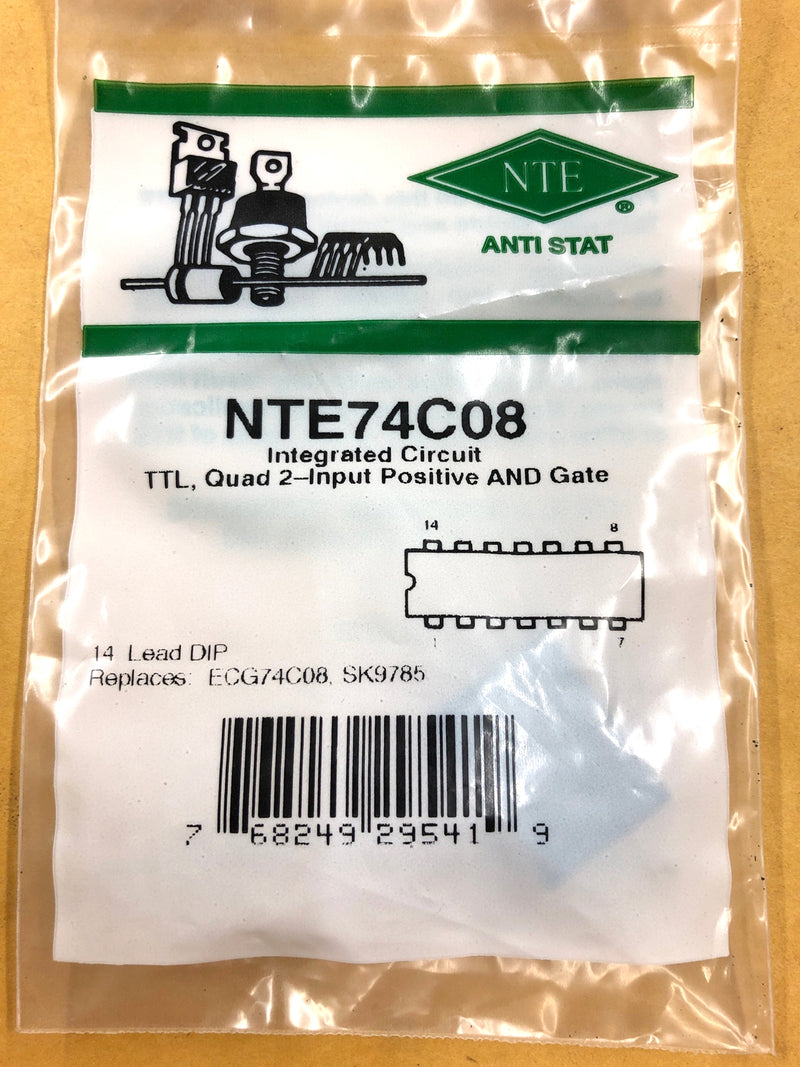 NTE
®
ANTI STAT
NTE74C08
Integrated Circuit
TTL, Quad 2–Input Positive AND Gate
14 8
1 7
14 Lead DIP
Replaces: ECG74C08, SK9785
7 68249 29541 9